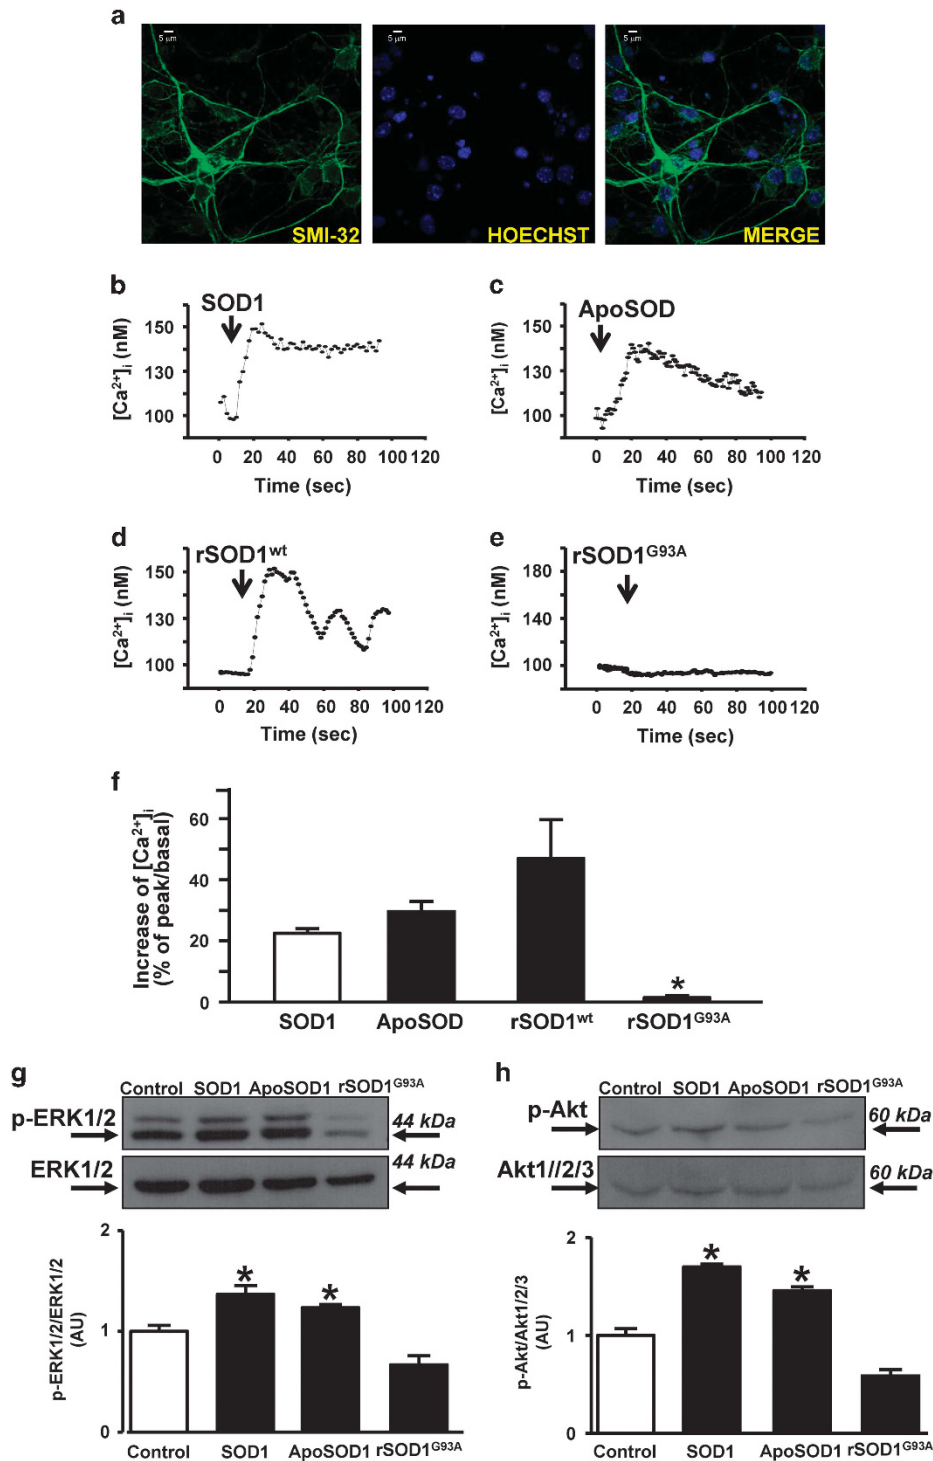 a
5 µm
5 µm
5 µm
SMI-32
HOECHST
MERGE
b
SOD1
[Ca²⁺]i (nM)
150
130
100
0 20 40 60 80 100 120
Time (sec)
c
ApoSOD
[Ca²⁺]i (nM)
150
130
100
0 20 40 60 80 100 120
Time (sec)
d
rSOD1wt
[Ca²⁺]i (nM)
150
130
100
0 20 40 60 80 100 120
Time (sec)
e
rSOD1G93A
[Ca²⁺]i (nM)
180
140
100
0 20 40 60 80 100 120
Time (sec)
f
Increase of [Ca²⁺]i
(% of peak/basal)
60
40
20
0
*
SOD1 ApoSOD rSOD1wt rSOD1G93A
g
Control SOD1 ApoSOD1 rSOD1G93A
p-ERK1/2
44 kDa
ERK1/2
44 kDa
p-ERK1/2/ERK1/2
(AU)
2
1
0
* *
Control SOD1 ApoSOD1 rSOD1G93A
h
Control SOD1 ApoSOD1 rSOD1G93A
p-Akt
60 kDa
Akt1//2/3
60 kDa
p-Akt/Akt1/2/3
(AU)
2
1
0
* *
Control SOD1 ApoSOD1 rSOD1G93A